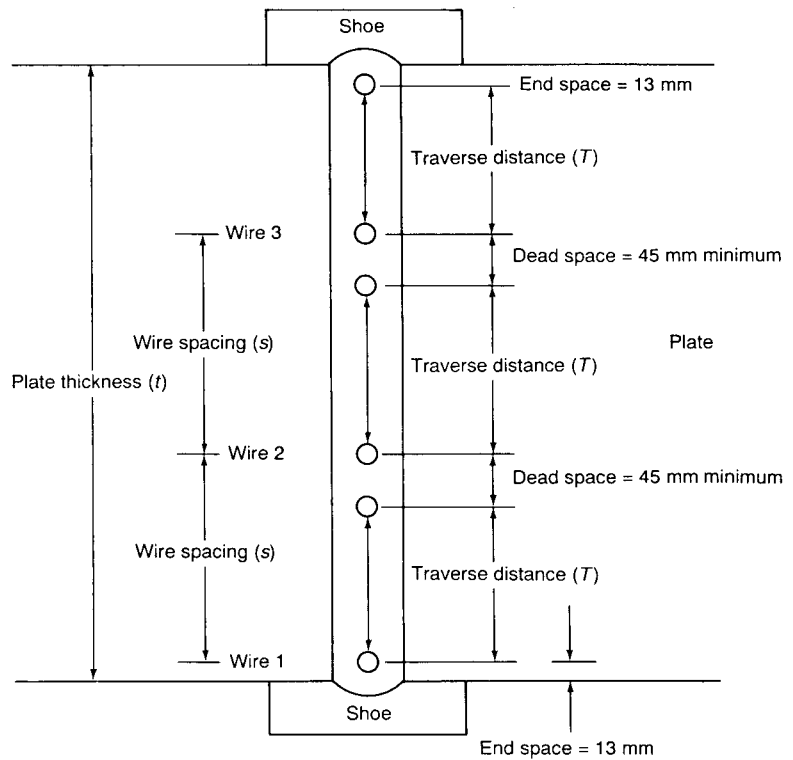 Shoe
End space = 13 mm
Traverse distance (T)
Wire 3
Dead space = 45 mm minimum
Wire spacing (s)
Plate
Traverse distance (T)
Plate thickness (t)
Wire 2
Dead space = 45 mm minimum
Wire spacing (s)
Traverse distance (T)
Wire 1
Shoe
End space = 13 mm